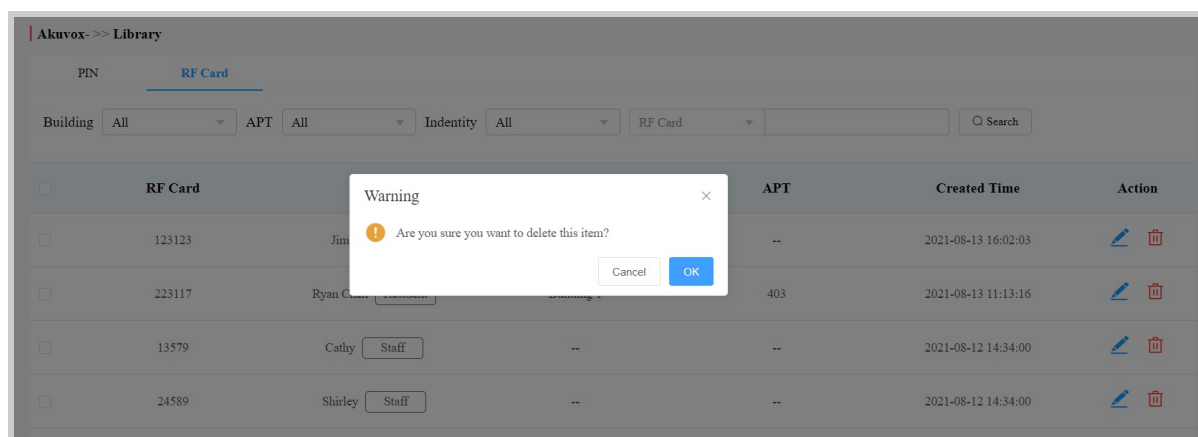 Akuvox- >> Library
PIN RF Card
Building All APT All Indentity All RF Card Search
RF Card APT Created Time Action
Warning
Are you sure you want to delete this item?
Cancel OK
123123 Jim -- 2021-08-13 16:02:03
223117 Ryan 403 2021-08-13 11:13:16
13579 Cathy Staff -- -- 2021-08-12 14:34:00
24589 Shirley Staff -- -- 2021-08-12 14:34:00